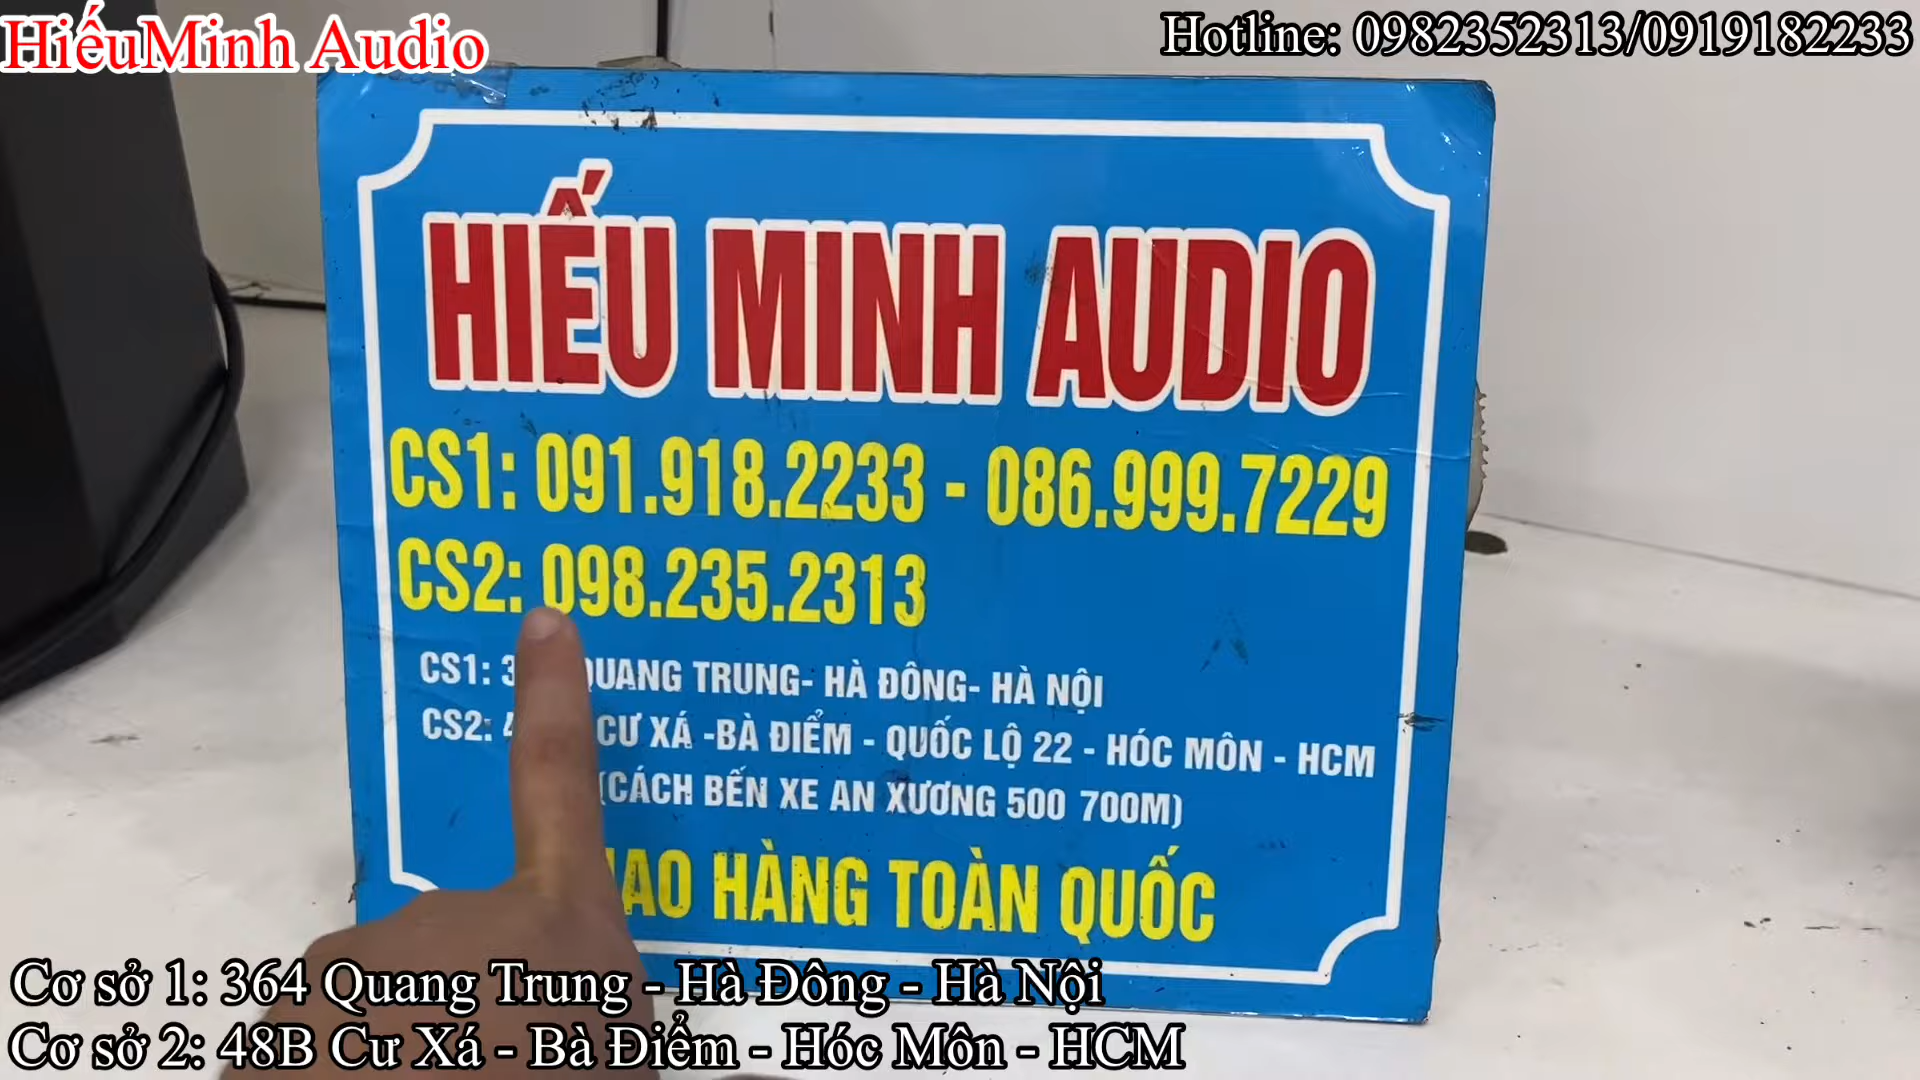 HiếuMinh Audio
Hotline: 0982352313/0919182233
HIẾU MINH AUDIO
CS1: 091.918.2233 - 086.999.7229
CS2: 098.235.2313
CS1: 3 QUANG TRUNG- HÀ ĐÔNG- HÀ NỘI
CS2: 4 CƯ XÁ -BÀ ĐIỂM - QUỐC LỘ 22 - HÓC MÔN - HCM
(CÁCH BẾN XE AN XƯƠNG 500 700M)
HÀNG TOÀN QUỐC
Cơ sở 1: 364 Quang Trung - Hà Đông - Hà Nội
Cơ sở 2: 48B Cư Xá - Bà Điểm - Hóc Môn - HCM